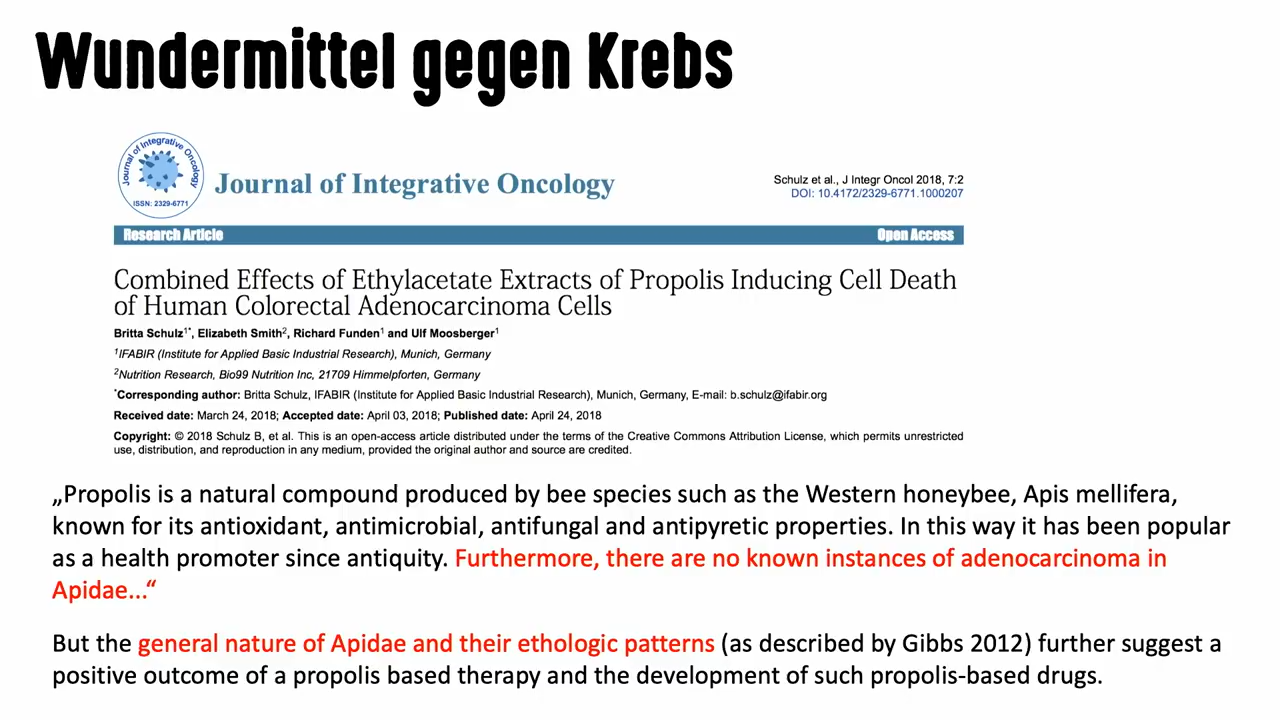 Wundermittel gegen Krebs
Journal of Integrative Oncology
ISSN: 2329-6771
Journal of Integrative Oncology
Schulz et al., J Integr Oncol 2018, 7:2
DOI: 10.4172/2329-6771.1000207
Research Article
Open Access
Combined Effects of Ethylacetate Extracts of Propolis Inducing Cell Death
of Human Colorectal Adenocarcinoma Cells
Britta Schulz1*, Elizabeth Smith2, Richard Funden1 and Ulf Moosberger1
1IFABIR (Institute for Applied Basic Industrial Research), Munich, Germany
2Nutrition Research, Bio99 Nutrition Inc, 21709 Himmelpforten, Germany
*Corresponding author: Britta Schulz, IFABIR (Institute for Applied Basic Industrial Research), Munich, Germany, E-mail: b.schulz@ifabir.org
Received date: March 24, 2018; Accepted date: April 03, 2018; Published date: April 24, 2018
Copyright: © 2018 Schulz B, et al. This is an open-access article distributed under the terms of the Creative Commons Attribution License, which permits unrestricted
use, distribution, and reproduction in any medium, provided the original author and source are credited.
„Propolis is a natural compound produced by bee species such as the Western honeybee, Apis mellifera,
known for its antioxidant, antimicrobial, antifungal and antipyretic properties. In this way it has been popular
as a health promoter since antiquity. Furthermore, there are no known instances of adenocarcinoma in
Apidae...“
But the general nature of Apidae and their ethologic patterns (as described by Gibbs 2012) further suggest a
positive outcome of a propolis based therapy and the development of such propolis-based drugs.